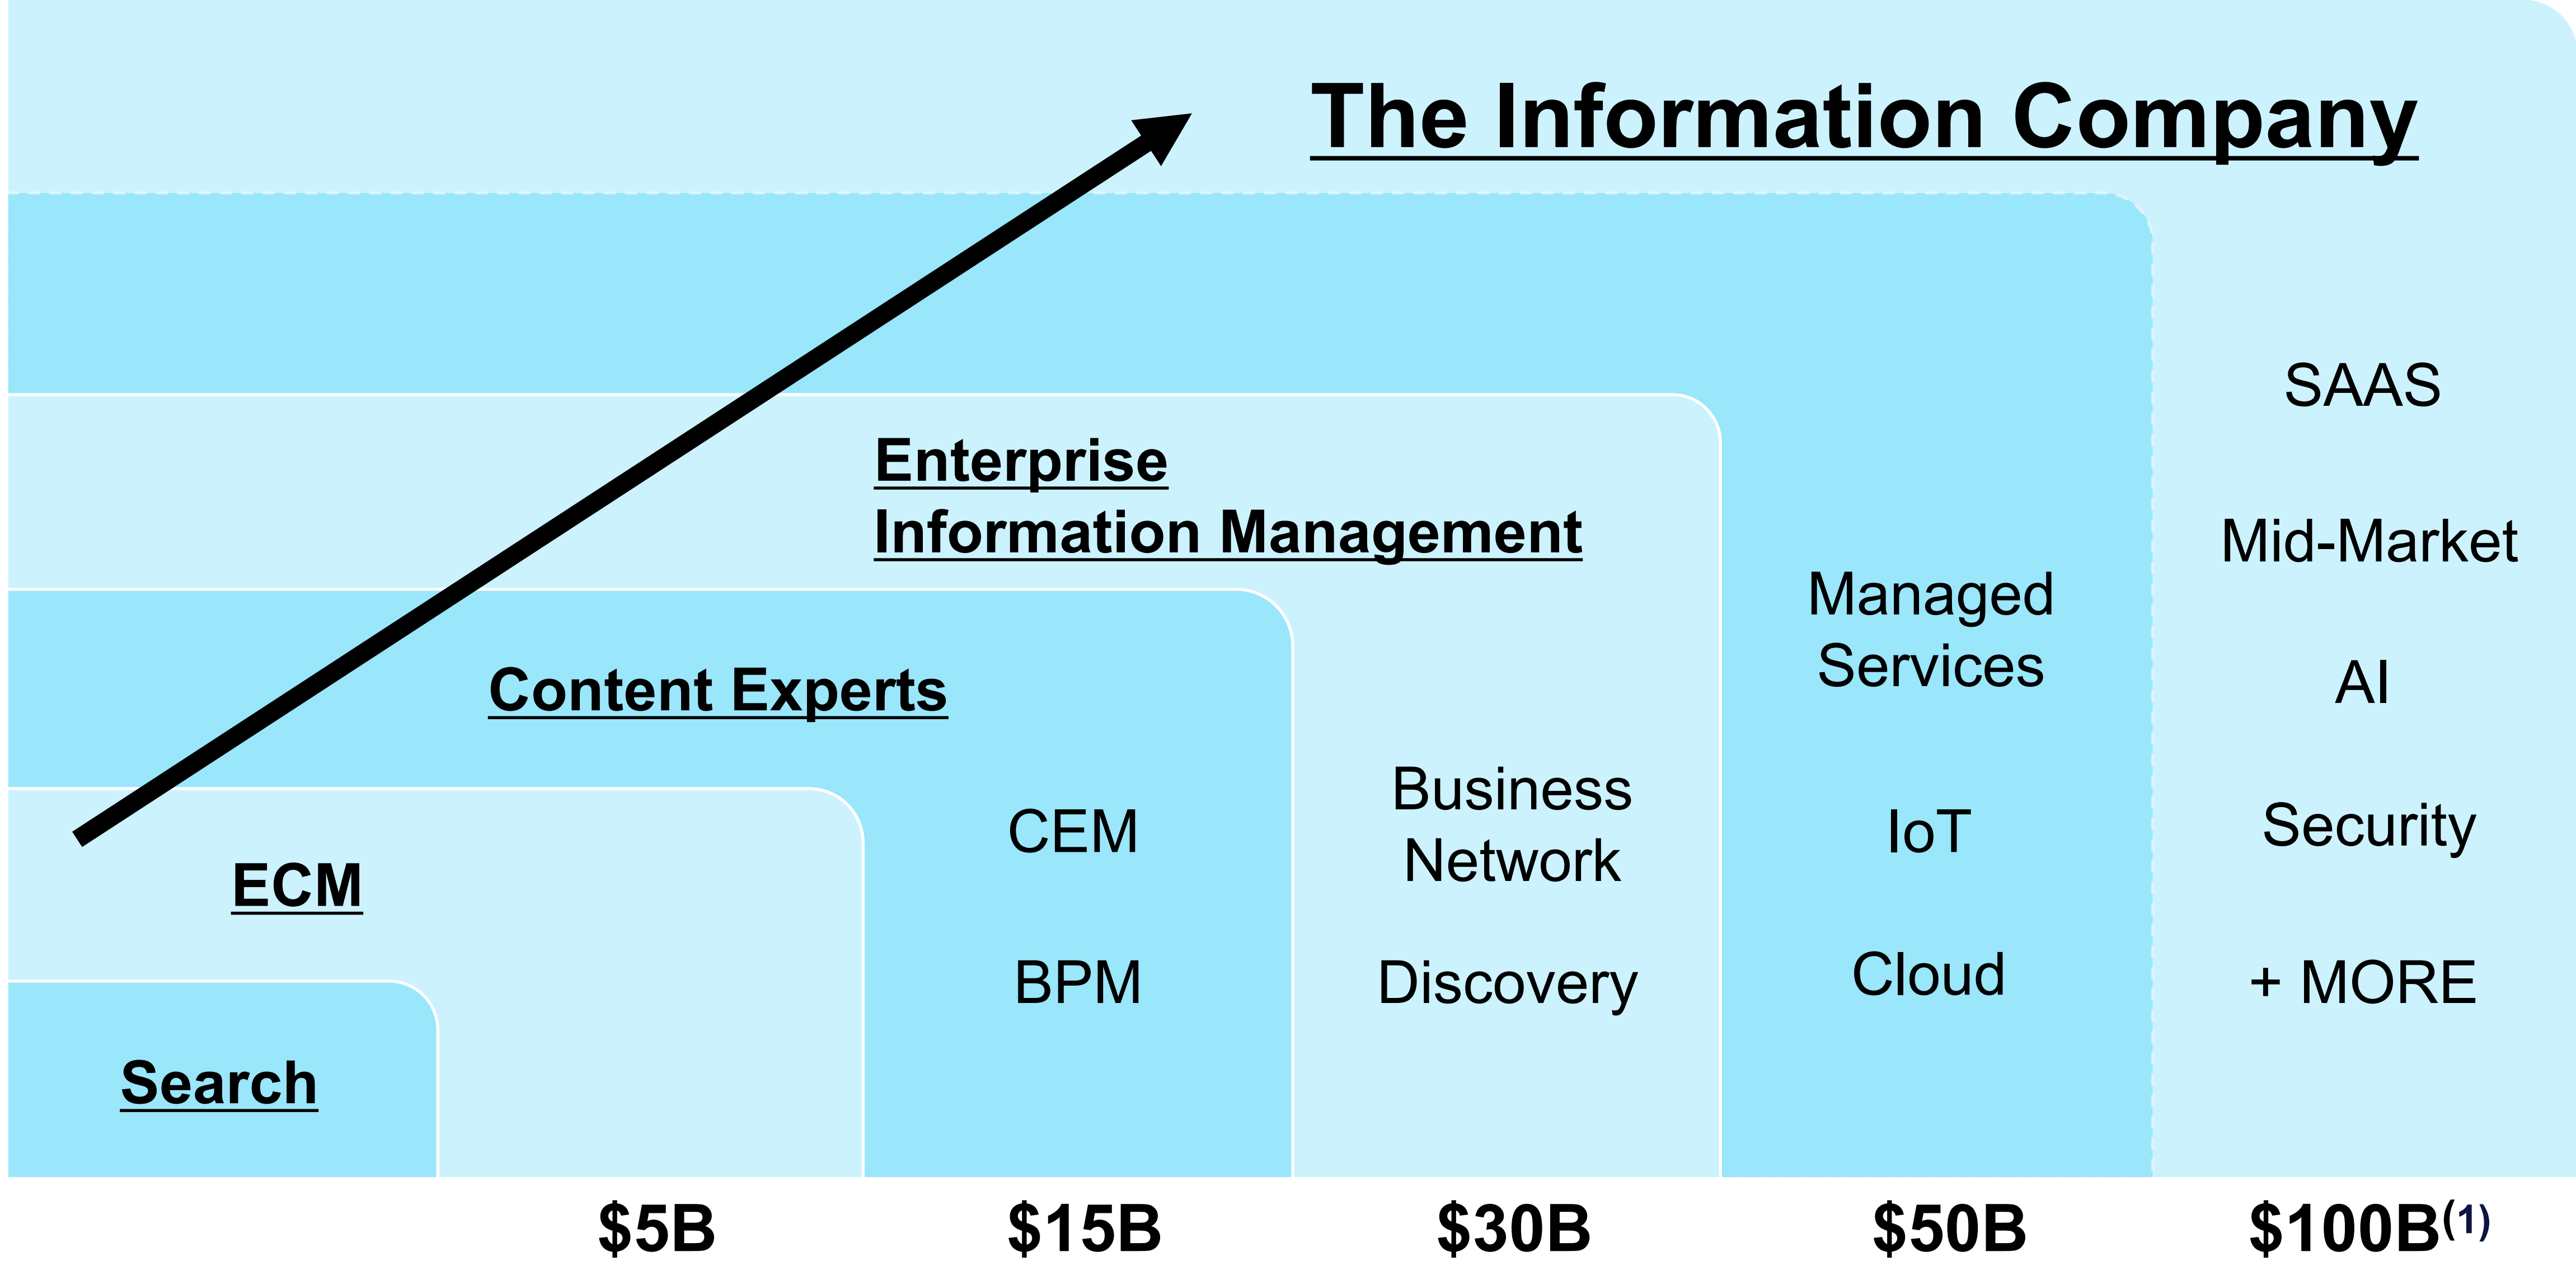 The Information Company
SAAS
Enterprise
Information Management
Mid-Market
Managed
Services
Content Experts
AI
Business
Network
CEM
IoT
Security
ECM
BPM
Discovery
Cloud
+ MORE
Search
$5B
$15B
$30B
$50B
$100B(1)